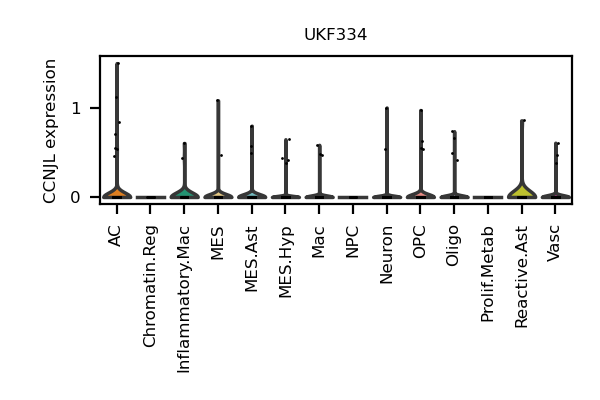 UKF334
CCNJL expression
1
0
AC
Chromatin.Reg
Inflammatory.Mac
MES
MES.Ast
MES.Hyp
Mac
NPC
Neuron
OPC
Oligo
Prolif.Metab
Reactive.Ast
Vasc